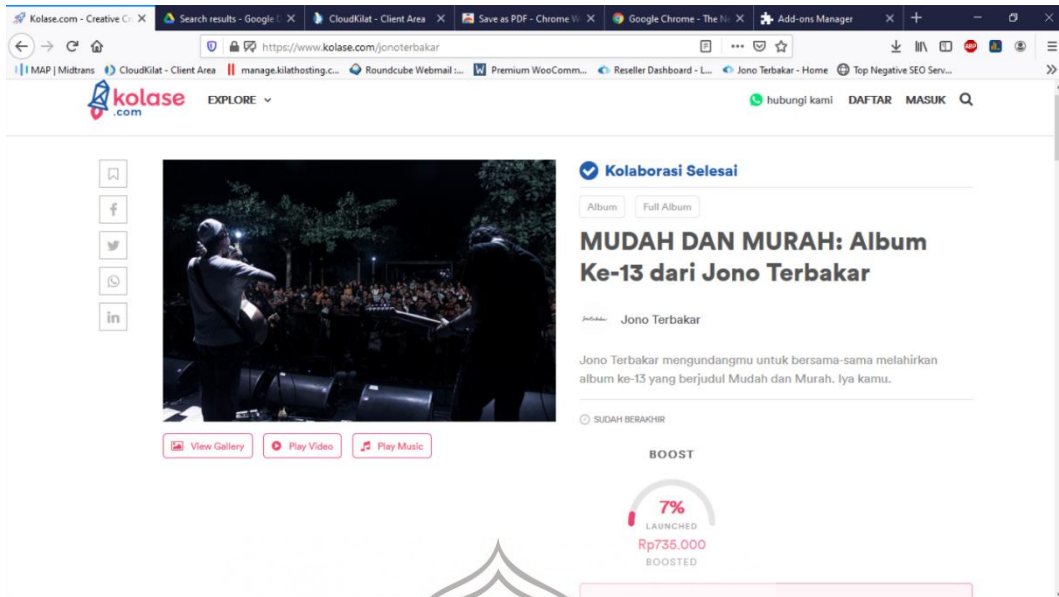 Kolase.com - Creative Cr
Search results - Google D
CloudKilat - Client Area
Save as PDF - Chrome W
Google Chrome - The Ne
Add-ons Manager
https://www.kolase.com/jonoterbakar
MAP | Midtrans
CloudKilat - Client Area
manage.kilathosting.c...
Roundcube Webmail :...
Premium WooComm...
Reseller Dashboard - L...
Jono Terbakar - Home
Top Negative SEO Serv...
kolase
.com
EXPLORE
hubungi kami
DAFTAR
MASUK
Kolaborasi Selesai
Album
Full Album
MUDAH DAN MURAH: Album
Ke-13 dari Jono Terbakar
Jono Terbakar
Jono Terbakar mengundangmu untuk bersama-sama melahirkan
album ke-13 yang berjudul Mudah dan Murah. Iya kamu.
SUDAH BERAKHIR
View Gallery
Play Video
Play Music
BOOST
7%
LAUNCHED
Rp735.000
BOOSTED